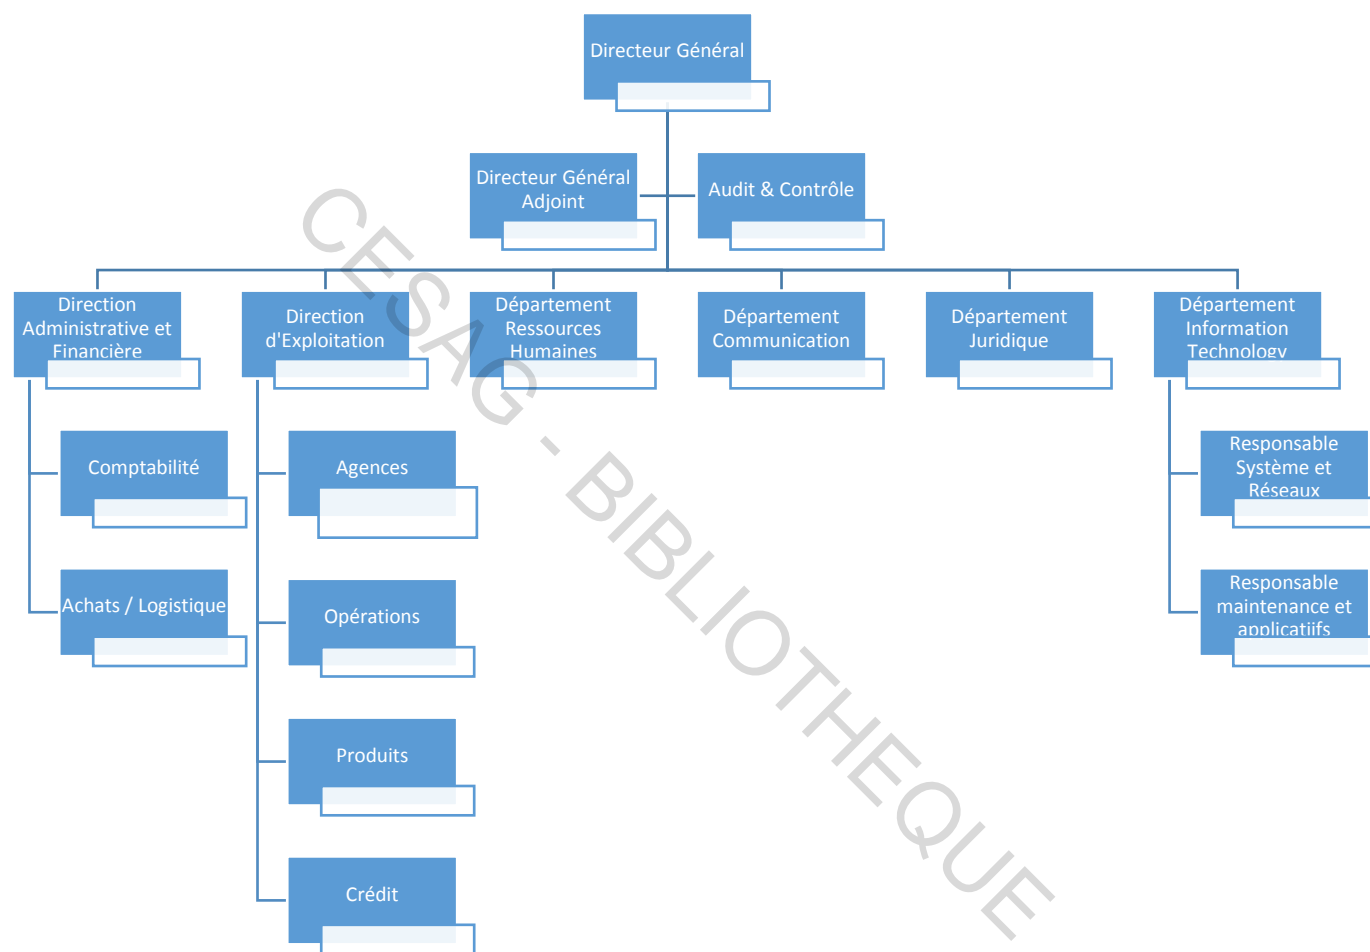 Directeur Général
Directeur Général
Adjoint
Audit & Contrôle
Direction
Administrative et
Financière
Direction
d'Exploitation
Département
Ressources
Humaines
Département
Communication
Département
Juridique
Département
Information
Technology
Comptabilité
Achats / Logistique
Agences
Opérations
Produits
Crédit
Responsable
Système et
Réseaux
Responsable
maintenance et
applicatiifs
CESAG - BIBLIOTHEQUE